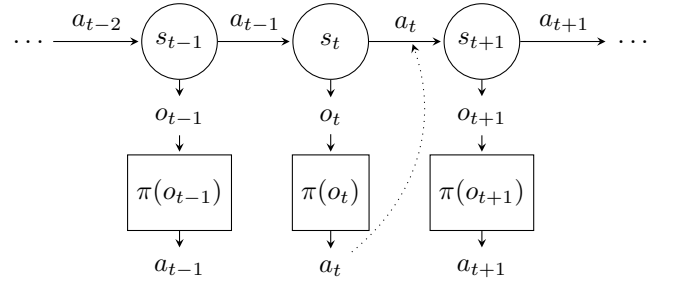 a_{t-2} a_{t-1} a_t a_{t+1}
⋯ s_{t-1} s_t s_{t+1} ⋯
o_{t-1} o_t o_{t+1}
π(o_{t-1}) π(o_t) π(o_{t+1})
a_{t-1} a_t a_{t+1}